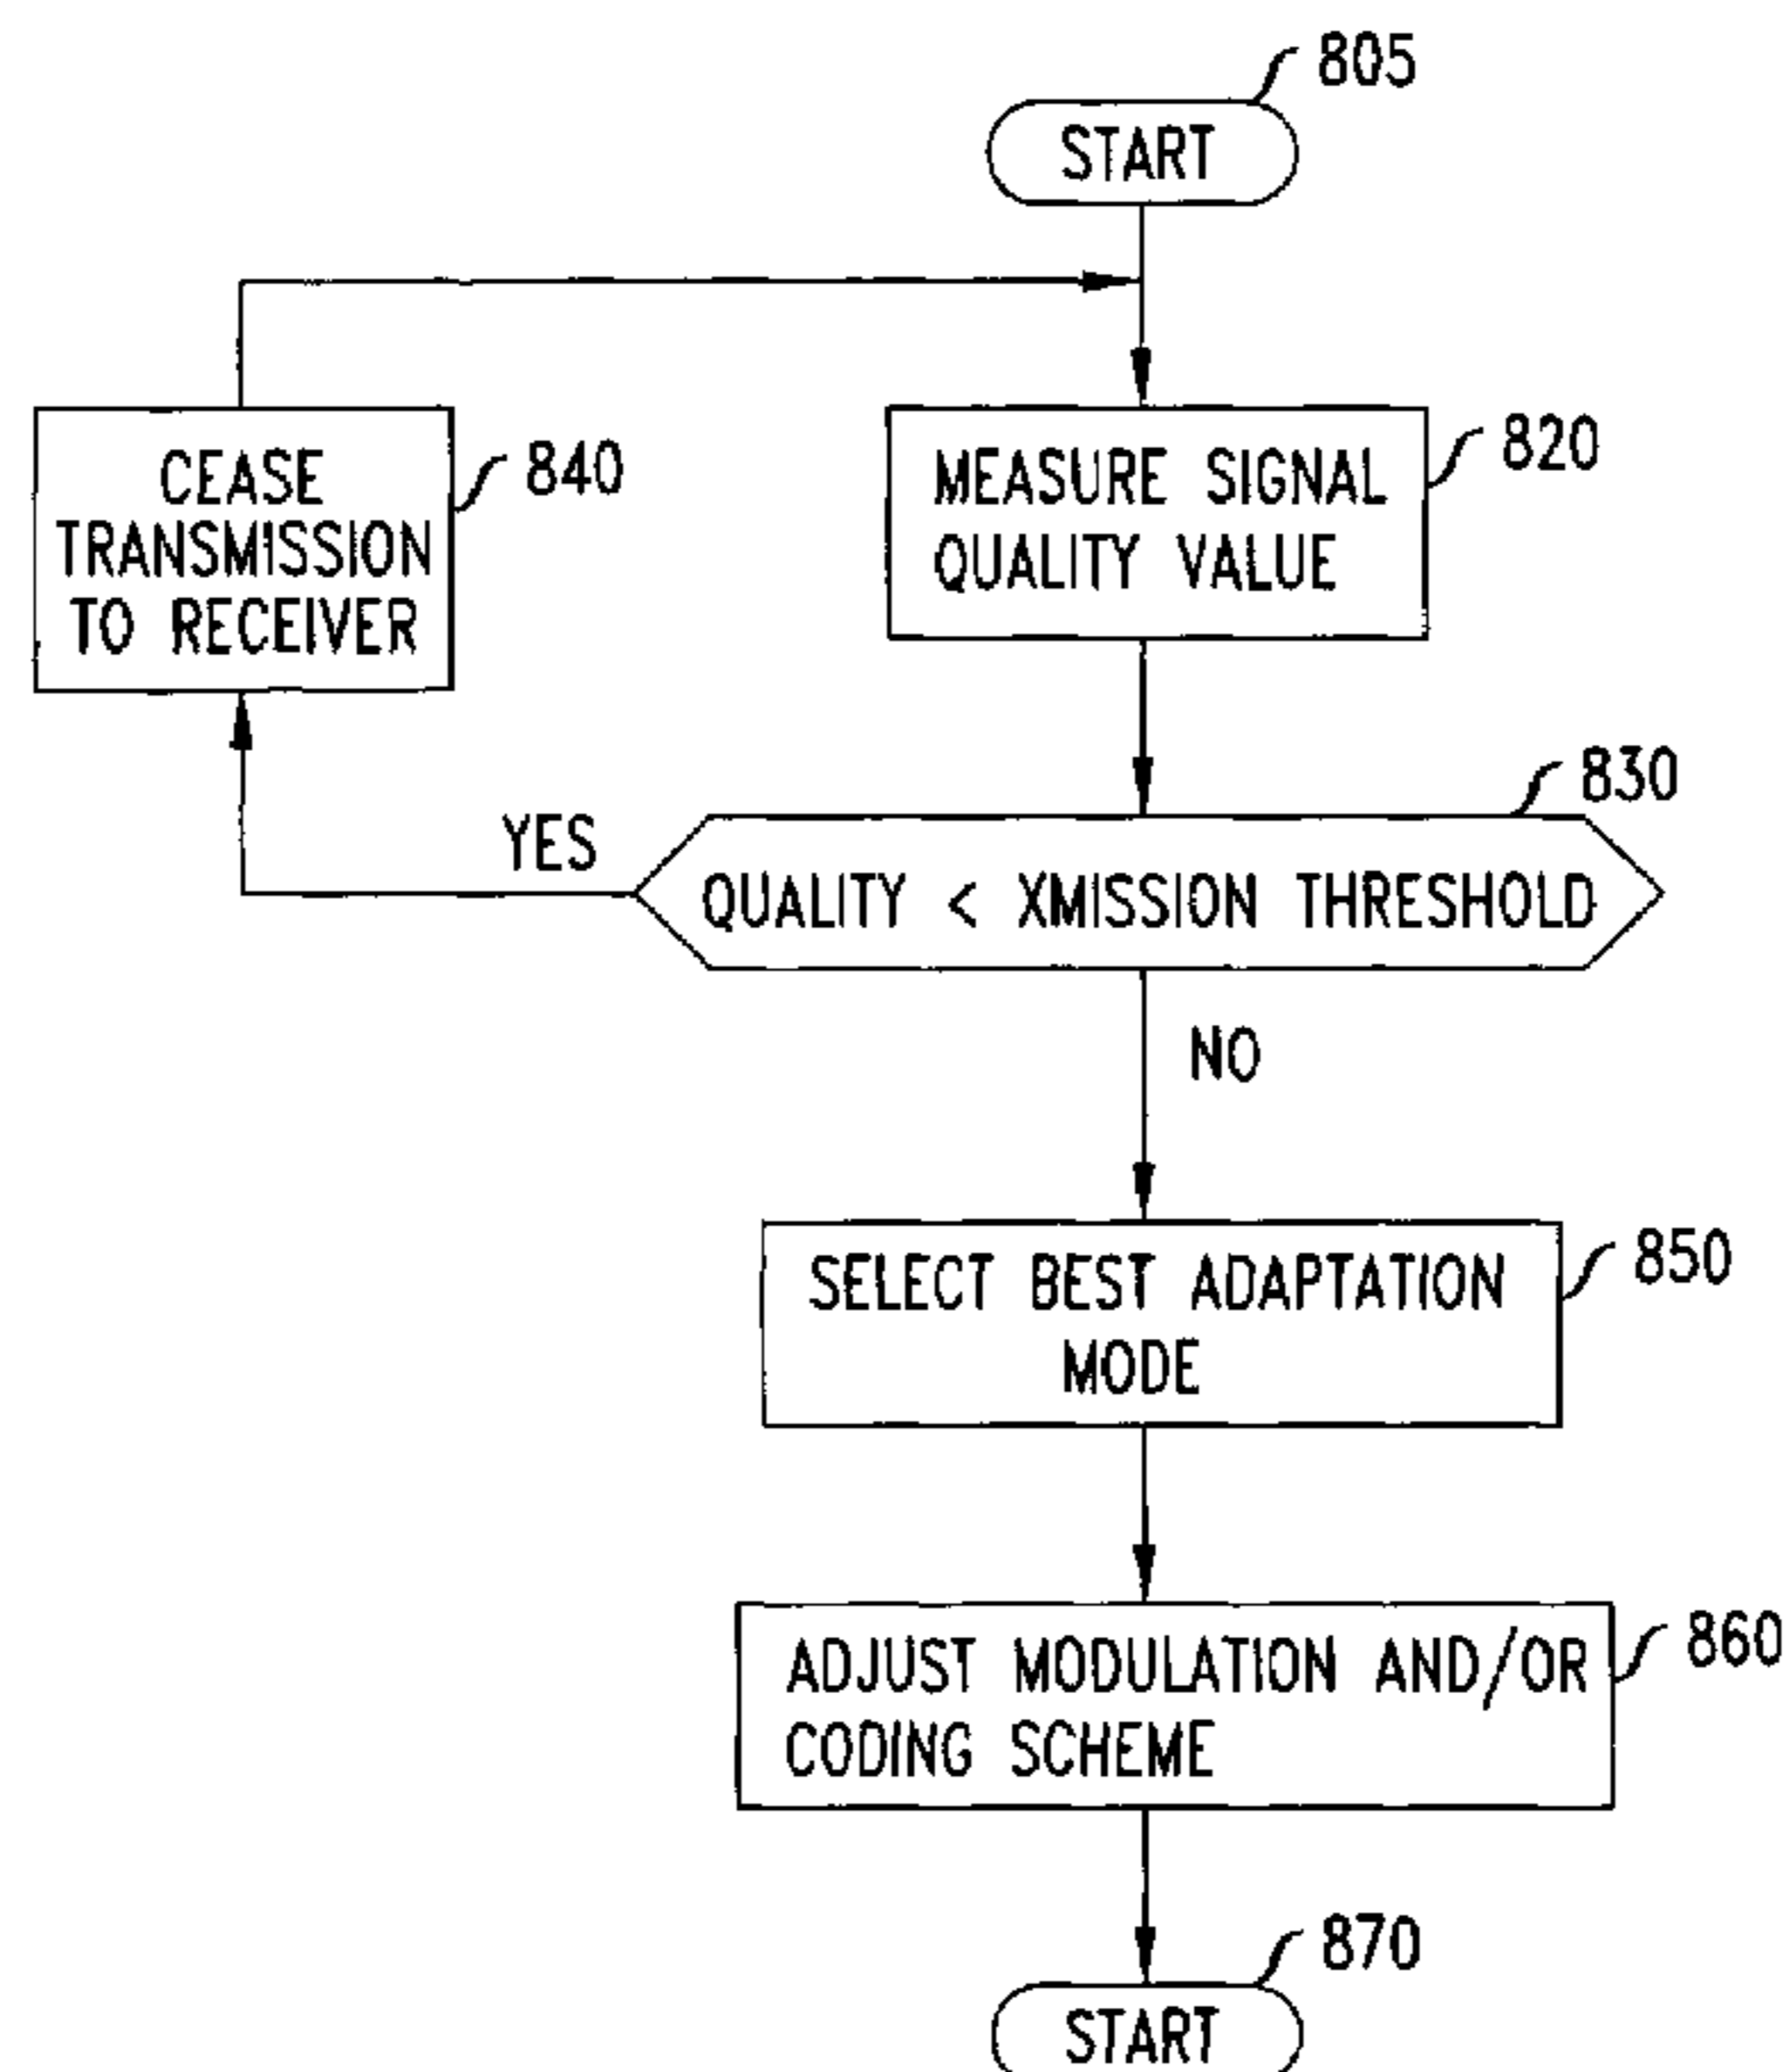 805
START
CEASE
TRANSMISSION
TO RECEIVER
840
MEASURE SIGNAL
QUALITY VALUE
820
830
YES
QUALITY < XMISSION THRESHOLD
NO
SELECT BEST ADAPTATION
MODE
850
ADJUST MODULATION AND/OR
CODING SCHEME
860
870
START